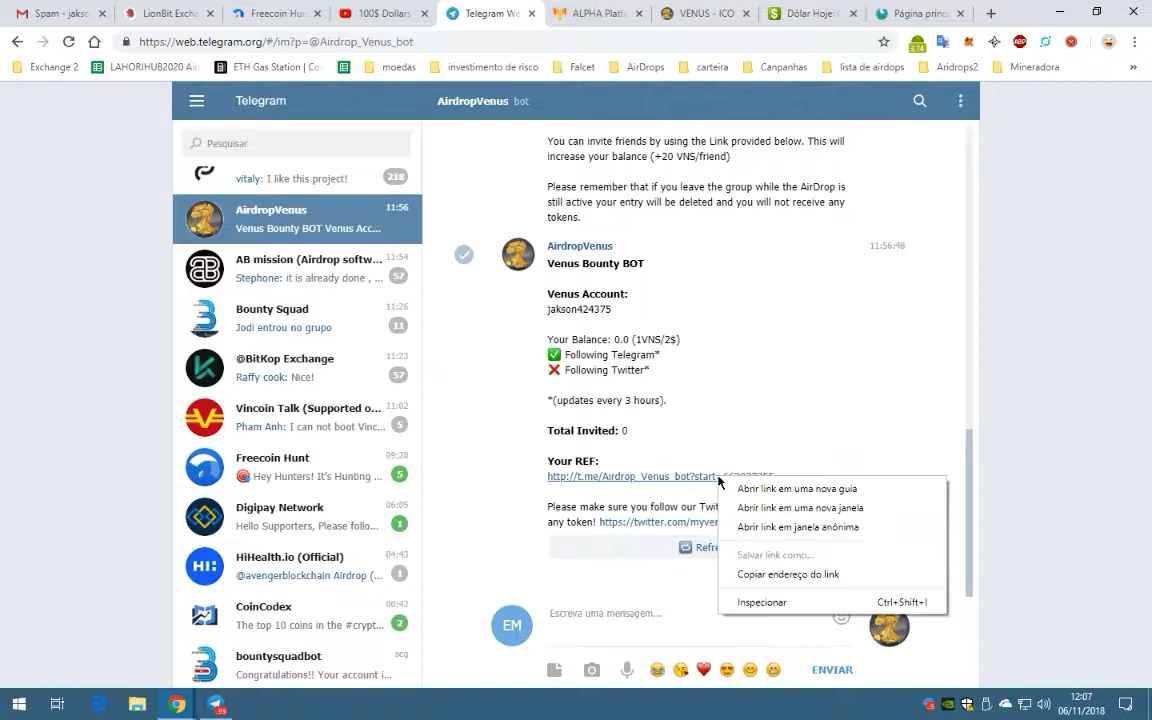 Spam - jakso
LionBit Excha
Freecoin Hun
100$ Dollars
Telegram We
ALPHA Platf
VENUS - ICO
Dólar Hoje
Página princ
https://web.telegram.org/#/im?p=@Airdrop_Venus_bot
3,74
ABP
Exchange 2
LAHORIHUB2020 Air
ETH Gas Station | Co
moedas
investimento de risco
Falcet
AirDrops
carteira
Canpanhas
lista de airdops
Aridrops2
Mineradora
»
Telegram
AirdropVenus bot
Pesquisar
vitaly: I like this project!
218
AirdropVenus
11:56
Venus Bounty BOT Venus Acc...
AB mission (Airdrop softw...
11:54
Stephone: it is already done , ...
57
Bounty Squad
11:26
Jodi entrou no grupo
11
@BitKop Exchange
11:23
Raffy cook: Nice!
57
Vincoin Talk (Supported o...
11:02
Pham Anh: I can not boot Vinc...
5
Freecoin Hunt
09:28
Hey Hunters! It's Hunting ...
5
Digipay Network
06:05
Hello Supporters, Please follo...
1
HI:
HiHealth.io (Official)
04:43
@avengerblockchain Airdrop (...
1
CoinCodex
00:42
The top 10 coins in the #crypt...
2
bountysquadbot
seg
Congratulations!! Your account i...
You can invite friends by using the Link provided below. This will
increase your balance (+20 VNS/friend)
Please remember that if you leave the group while the AirDrop is
still active your entry will be deleted and you will not receive any
tokens.
AirdropVenus
11:56:48
Venus Bounty BOT
Venus Account:
jakson424375
Your Balance: 0.0 (1VNS/2$)
✅ Following Telegram*
❌ Following Twitter*
*(updates every 3 hours).
Total Invited: 0
Your REF:
http://t.me/Airdrop_Venus_bot?start
Please make sure you follow our Twit
any token! https://twitter.com/myver
Refre
Abrir link em uma nova guia
Abrir link em uma nova janela
Abrir link em janela anônima
Salvar link como...
Copiar endereço do link
Inspecionar
Ctrl+Shift+I
EM
Escreva uma mensagem...
ENVIAR
12:07
06/11/2018